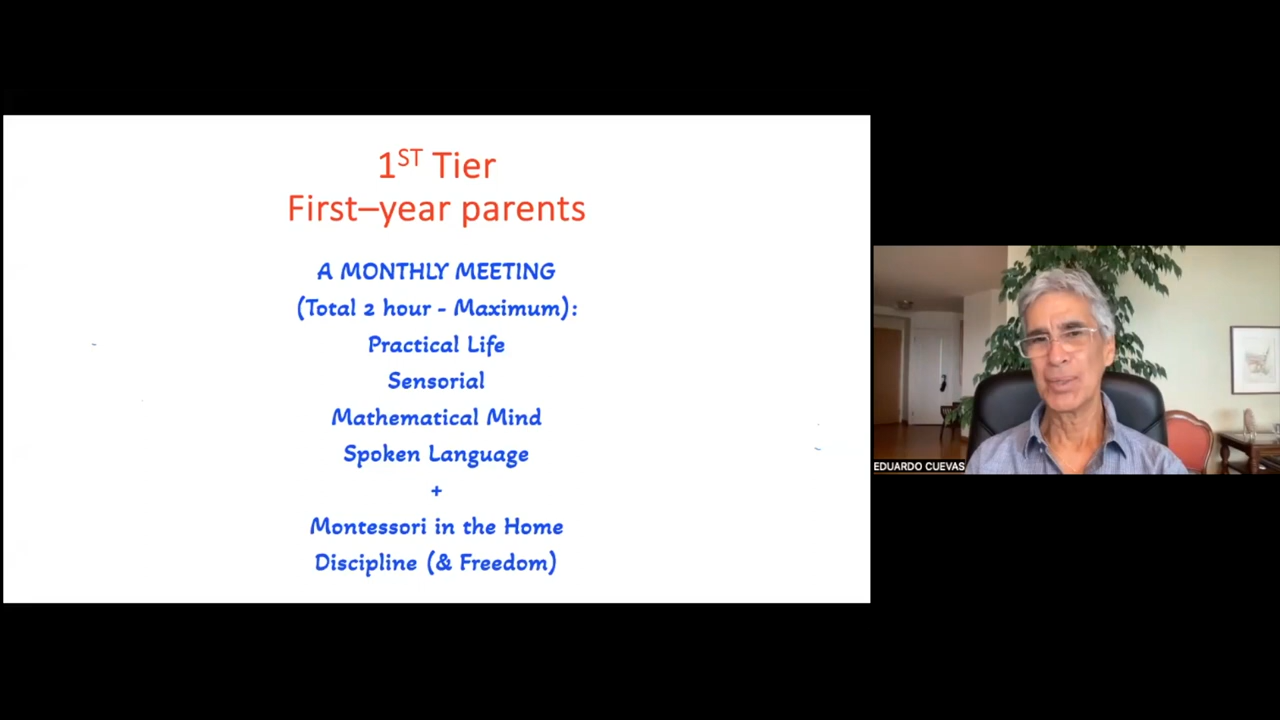 1ST Tier
First–year parents
A MONTHLY MEETING
(Total 2 hour - Maximum):
Practical Life
Sensorial
Mathematical Mind
Spoken Language
+
Montessori in the Home
Discipline (& Freedom)
EDUARDO CUEVAS